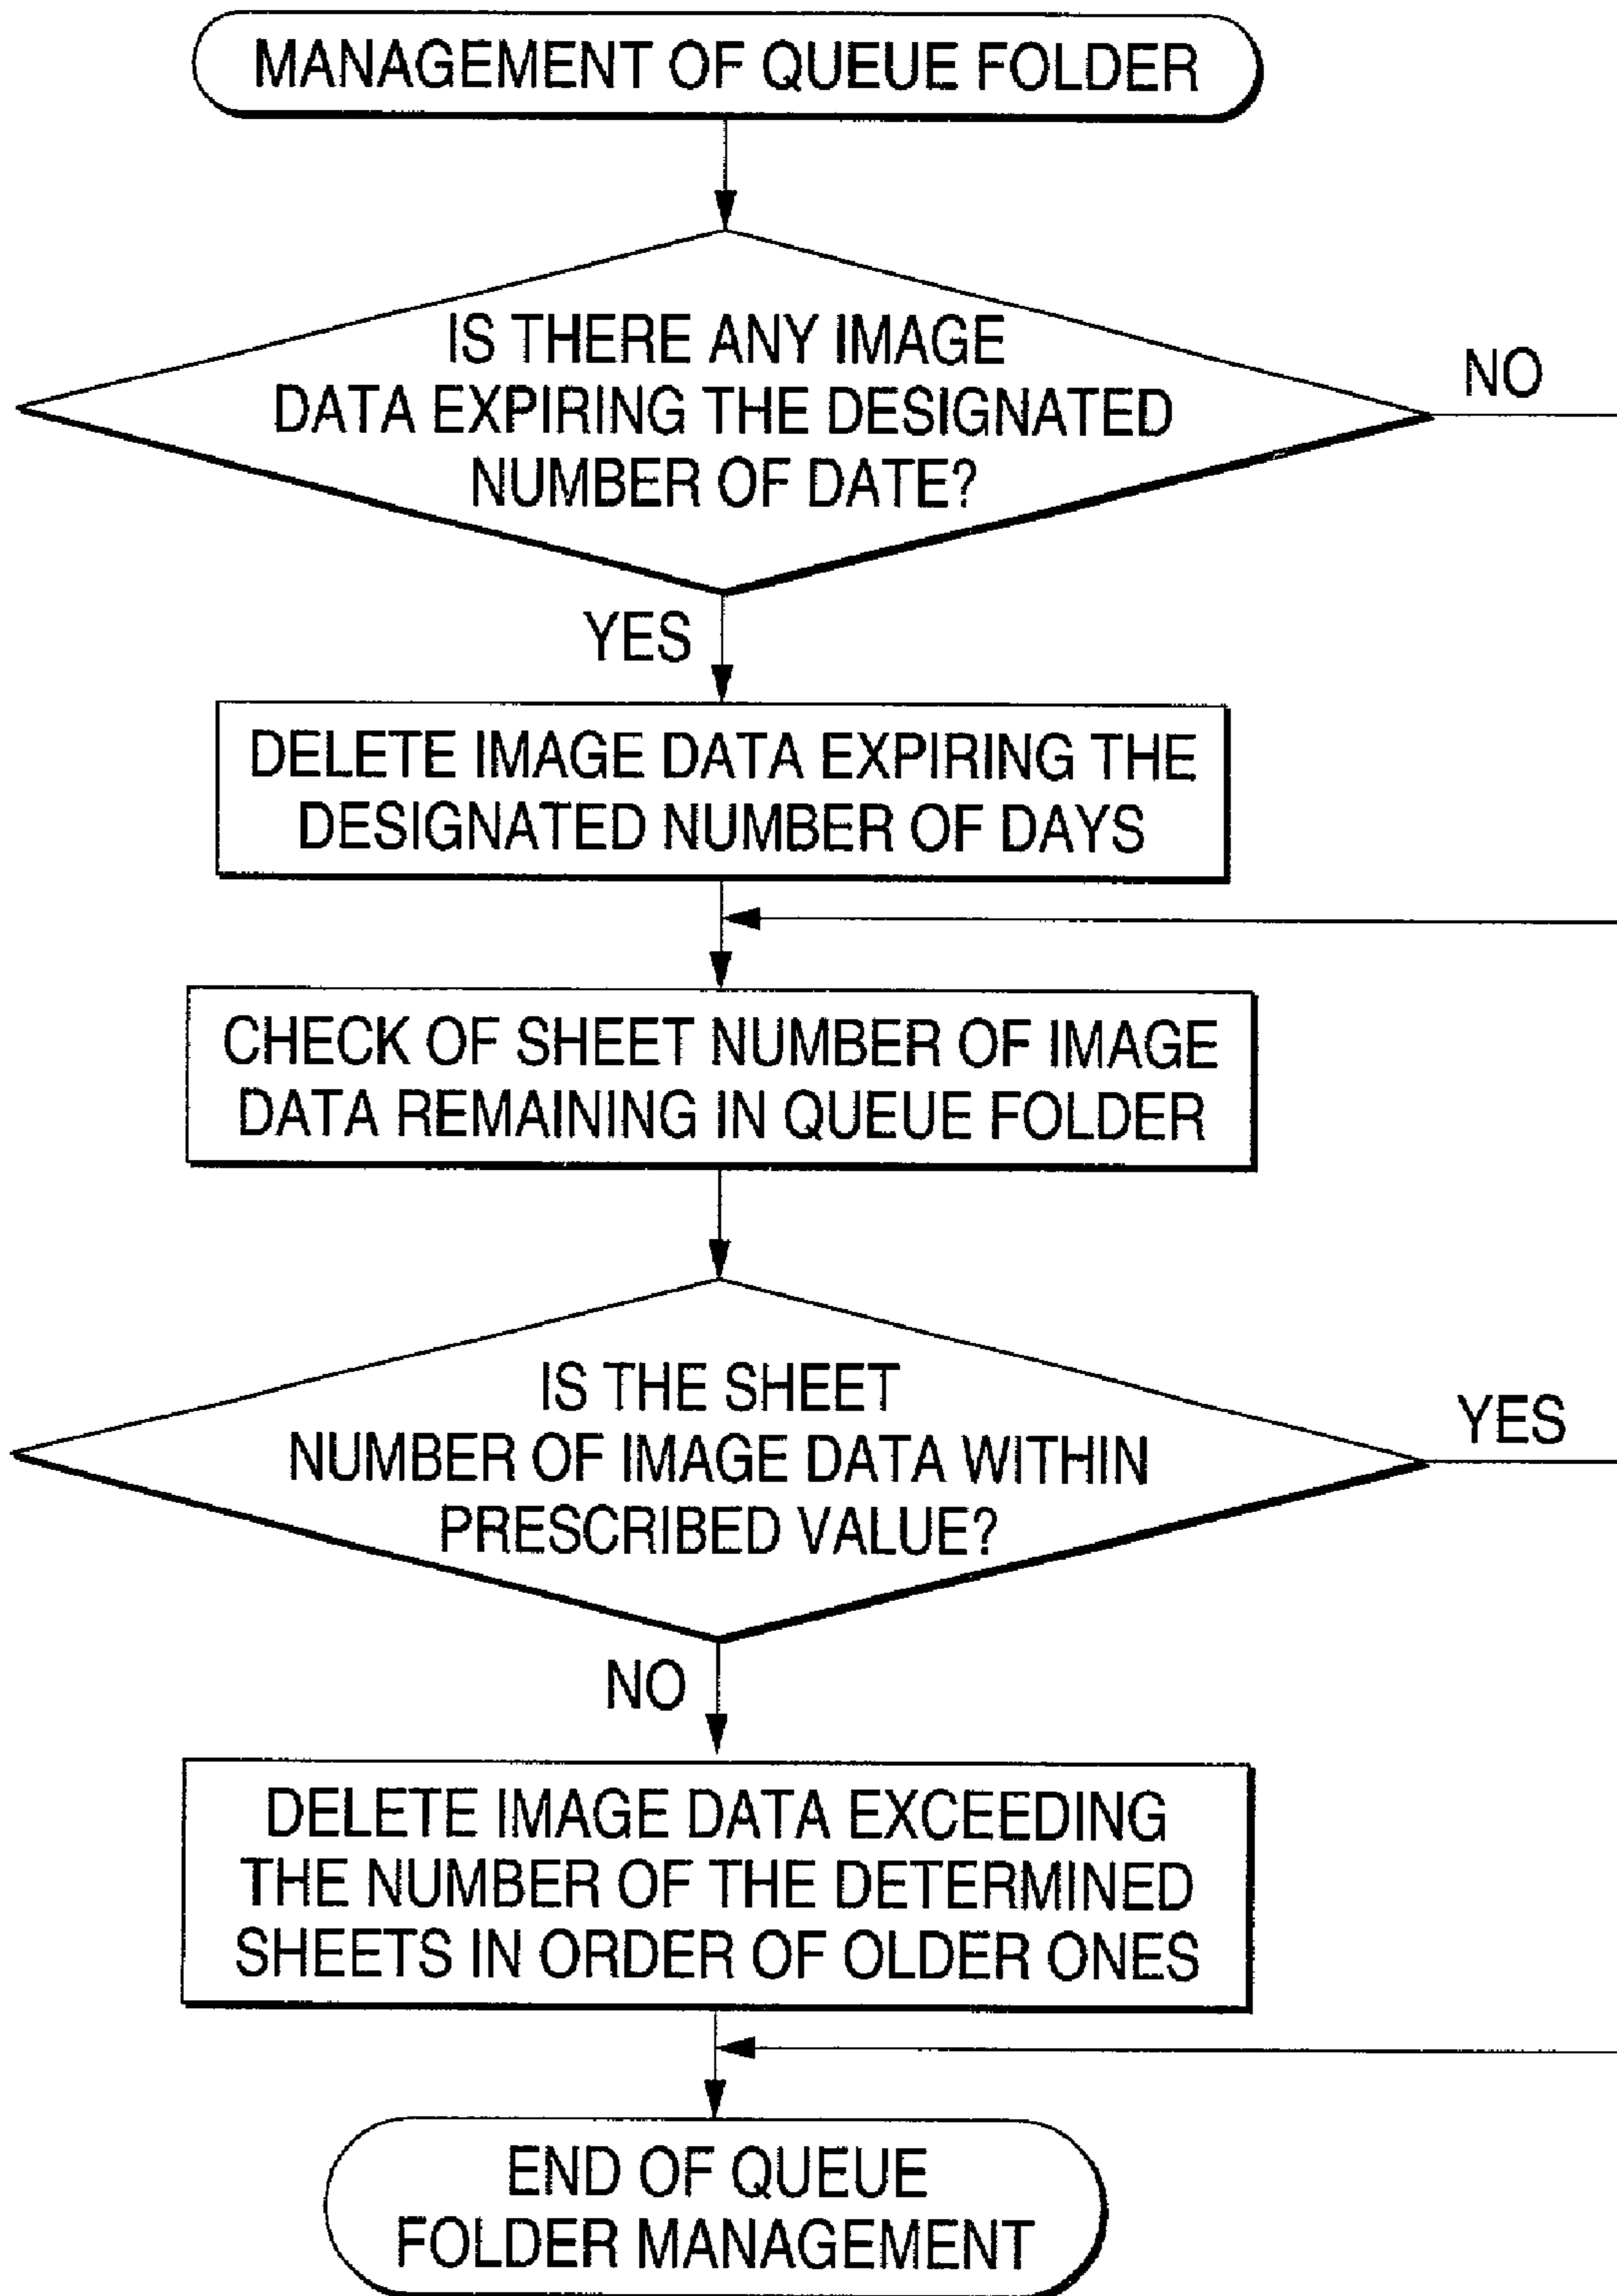 MANAGEMENT OF QUEUE FOLDER
IS THERE ANY IMAGE
DATA EXPIRING THE DESIGNATED
NUMBER OF DATE?
NO
YES
DELETE IMAGE DATA EXPIRING THE
DESIGNATED NUMBER OF DAYS
CHECK OF SHEET NUMBER OF IMAGE
DATA REMAINING IN QUEUE FOLDER
IS THE SHEET
NUMBER OF IMAGE DATA WITHIN
PRESCRIBED VALUE?
YES
NO
DELETE IMAGE DATA EXCEEDING
THE NUMBER OF THE DETERMINED
SHEETS IN ORDER OF OLDER ONES
END OF QUEUE
FOLDER MANAGEMENT